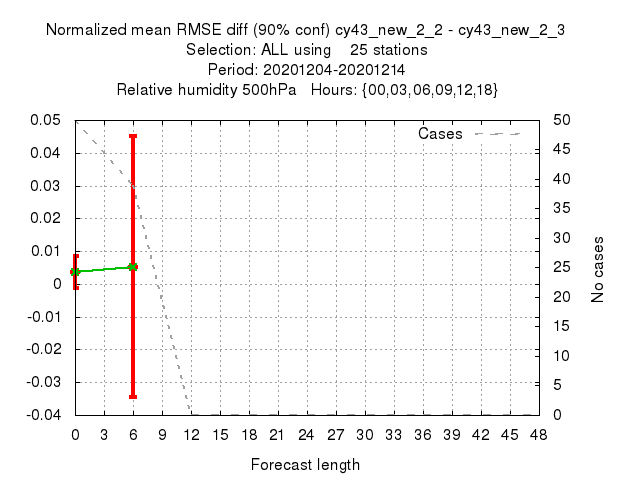 Normalized mean RMSE diff (90% conf) cy43_new_2_2 - cy43_new_2_3
Selection: ALL using    25 stations
Period: 20201204-20201214
Relative humidity 500hPa   Hours: {00,03,06,09,12,18}
Cases
0.05
0.04
0.03
0.02
0.01
0
-0.01
-0.02
-0.03
-0.04
50
45
40
35
30
25
20
15
10
5
0
No cases
0 3 6 9 12 15 18 21 24 27 30 33 36 39 42 45 48
Forecast length